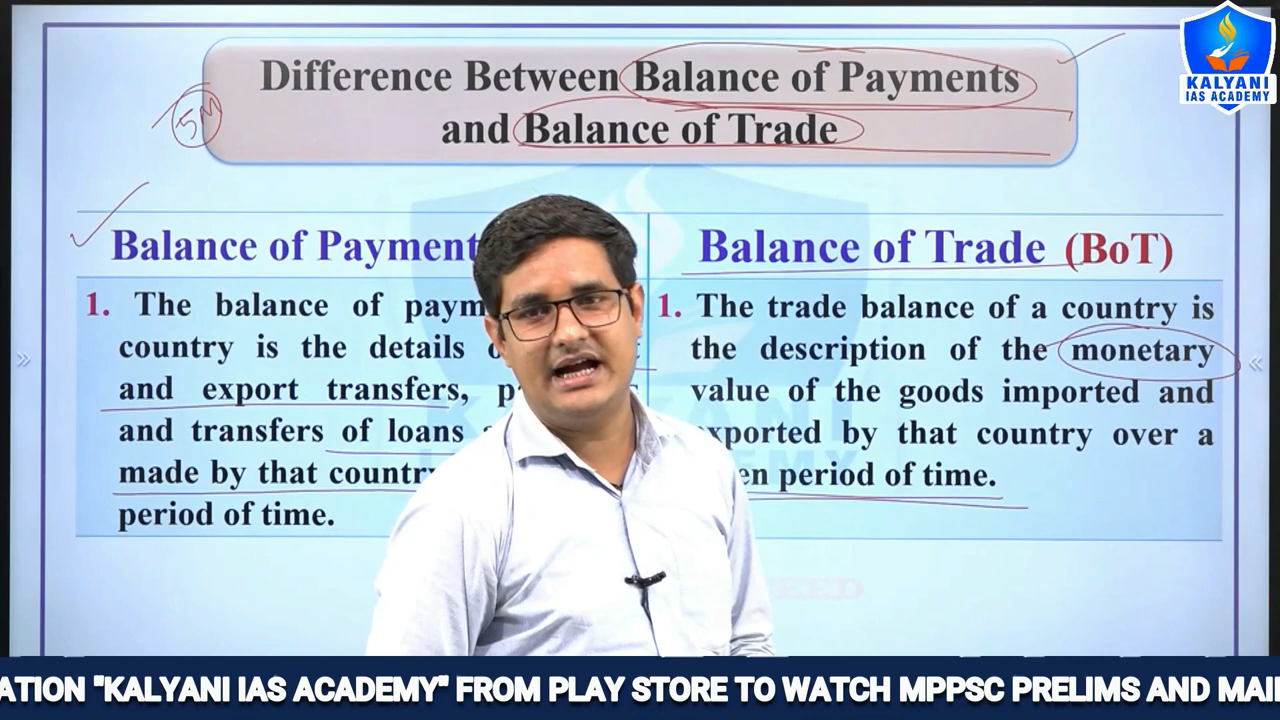 KALYANI
IAS ACADEMY
Difference Between Balance of Payments
and Balance of Trade
5M
Balance of Payment
Balance of Trade (BoT)
1. The balance of paym
country is the details
and export transfers,
and transfers of loans
made by that country
period of time.
1. The trade balance of a country is
the description of the monetary
value of the goods imported and
exported by that country over a
en period of time.
ATION "KALYANI IAS ACADEMY" FROM PLAY STORE TO WATCH MPPSC PRELIMS AND MAI